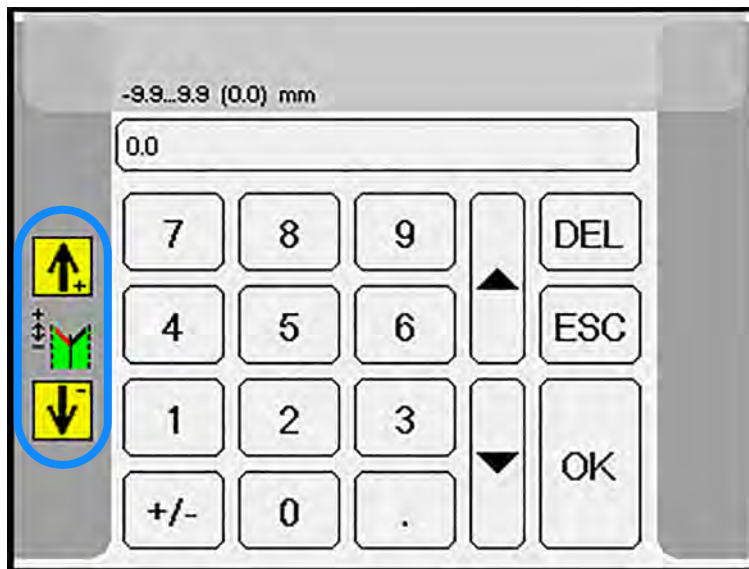 -9.9...9.9 (0.0) mm
0.0
7 8 9 DEL
+
+
-
4 5 6 ESC
-
1 2 3
OK
+/- 0 .